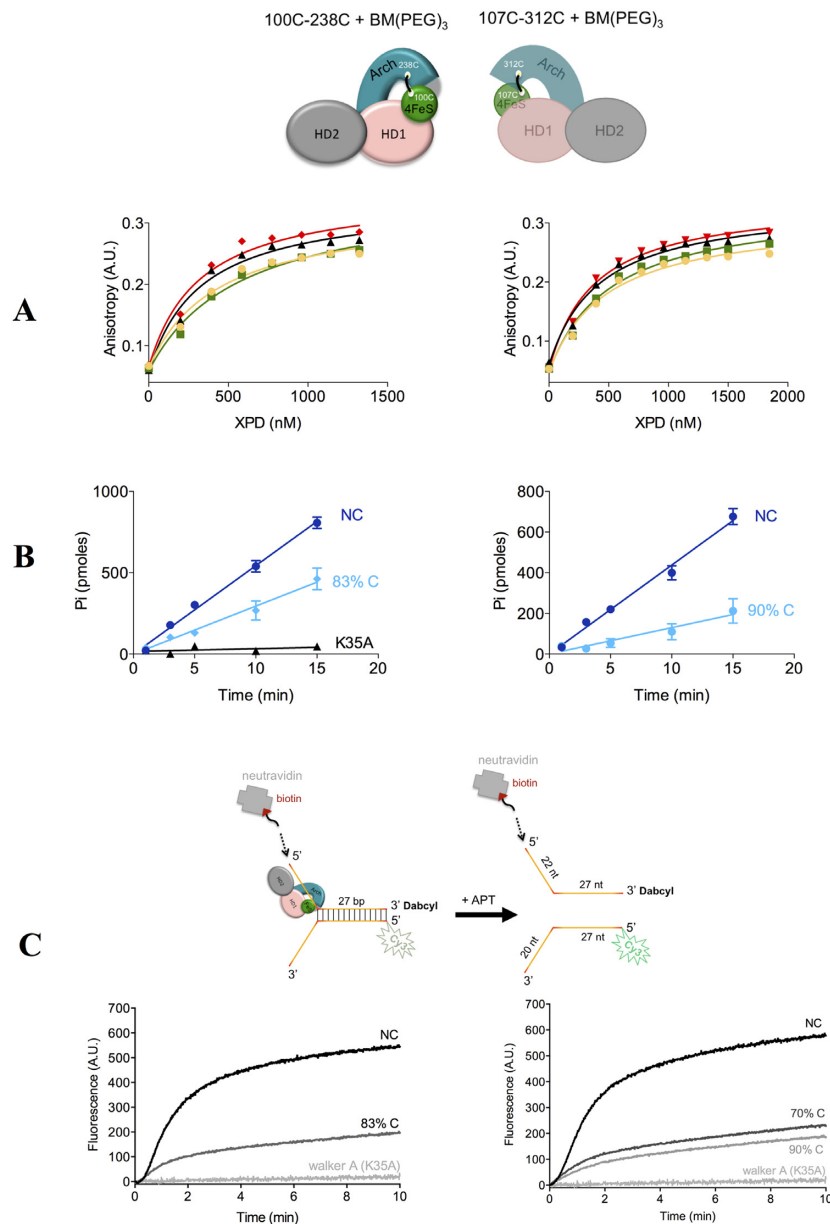 100C-238C + BM(PEG)3
107C-312C + BM(PEG)3
Arch
238C
100C
4FeS
HD2
HD1
312C
Arch
107C
4FeS
HD1
HD2
A
Anisotropy (A.U.)
0.3
0.2
0.1
0
500
1000
1500
XPD (nM)
Anisotropy (A.U.)
0.3
0.2
0.1
0
500
1000
1500
2000
XPD (nM)
B
Pi (pmoles)
1000
500
0
NC
83% C
K35A
0
5
10
15
20
Time (min)
Pi (pmoles)
800
600
400
200
0
NC
90% C
0
5
10
15
20
Time (min)
C
neutravidin
biotin
5'
HD2
HD1
Arch
27 bp
3' Dabcyl
5'
Cy3
3'
+ APT
neutravidin
biotin
5'
22 nt
27 nt
3' Dabcyl
5'
20 nt
27 nt
Cy3
3'
Fluorescence (A.U.)
700
600
500
400
300
200
100
0
NC
83% C
walker A (K35A)
0
2
4
6
8
10
Time (min)
Fluorescence (A.U.)
700
600
500
400
300
200
100
0
NC
70% C
90% C
walker A (K35A)
0
2
4
6
8
10
Time (min)